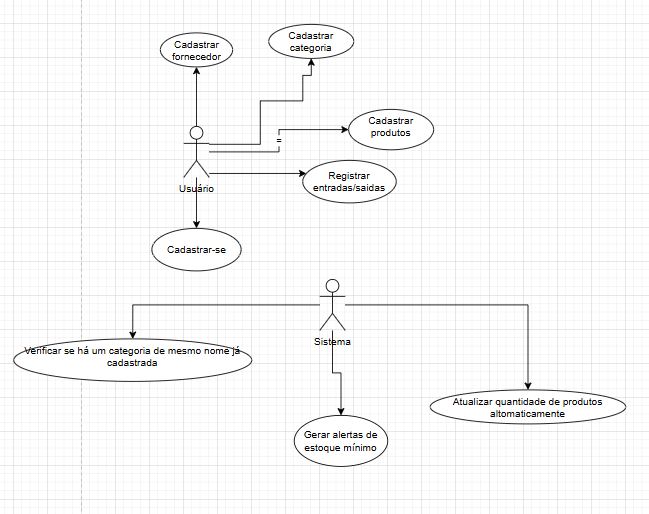 Cadastrar
fornecedor
Cadastrar
categoria
Cadastrar
produtos
=
Registrar
entradas/saidas
Usuário
Cadastrar-se
Sistema
Verificar se há um categoria de mesmo nome já
cadastrada
Atualizar quantidade de produtos
altomaticamente
Gerar alertas de
estoque mínimo